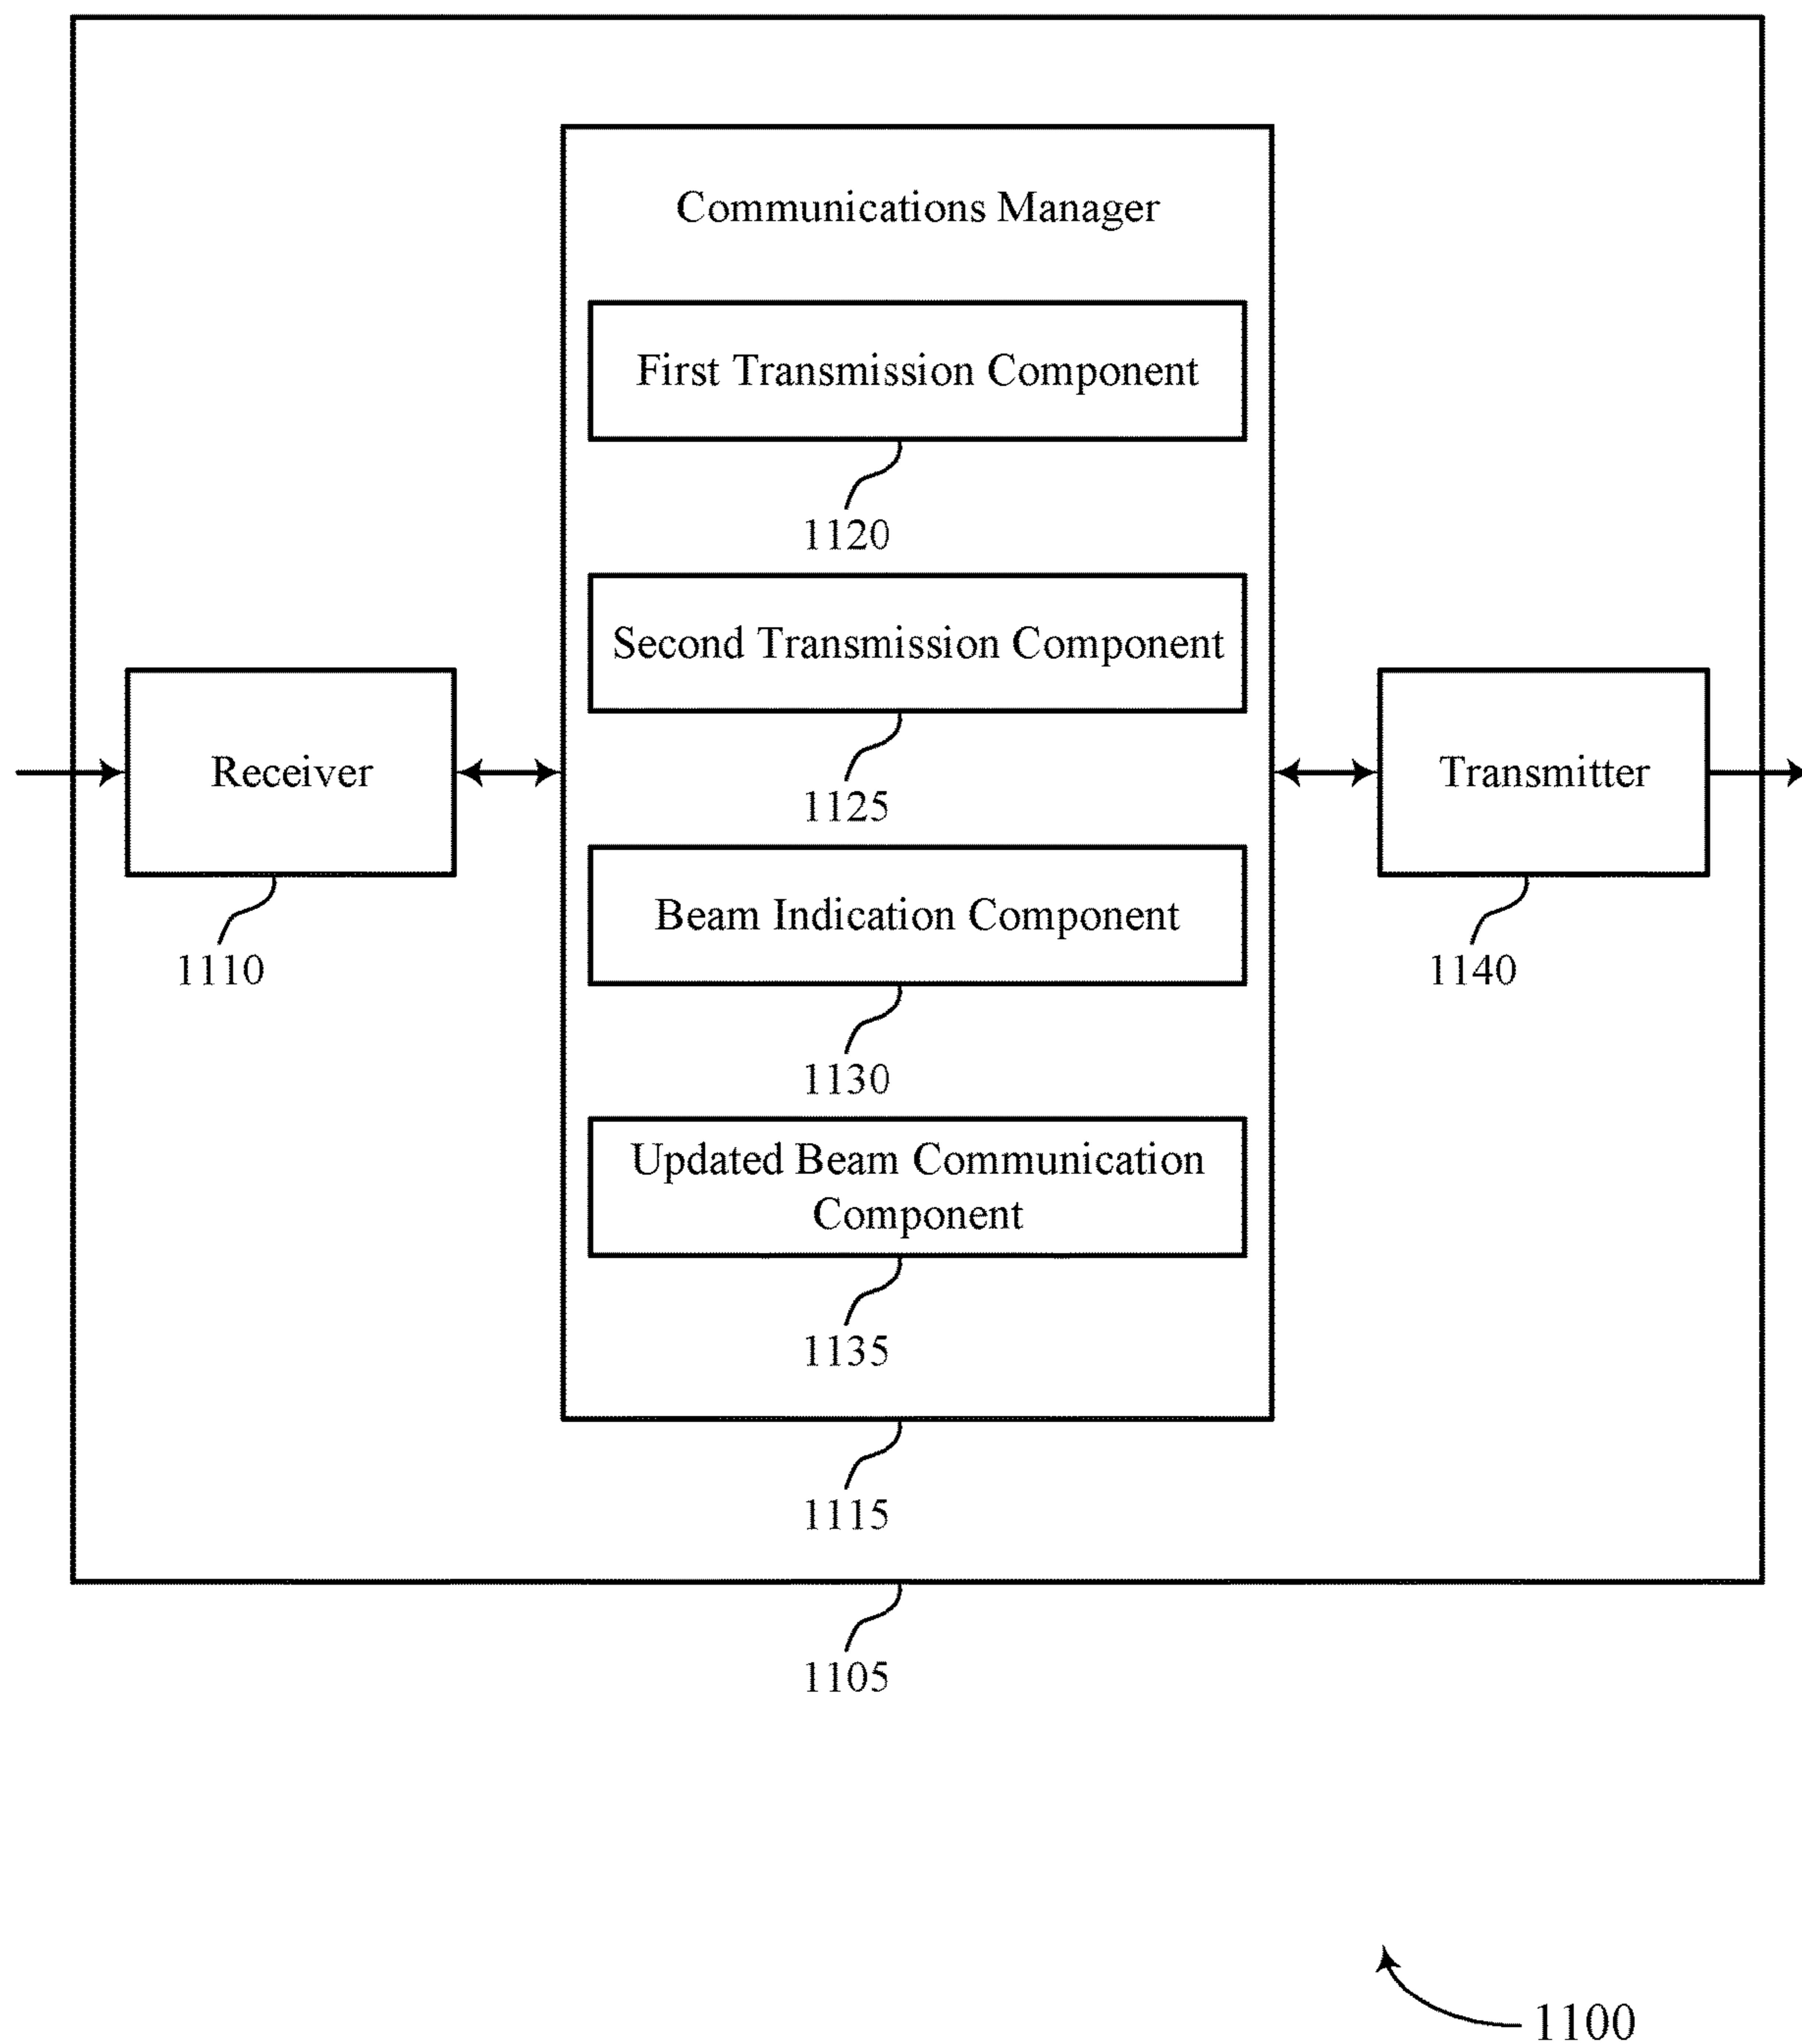 Communications Manager
First Transmission Component
1120
Second Transmission Component
1125
Receiver
1110
Transmitter
1140
Beam Indication Component
1130
Updated Beam Communication
Component
1135
1115
1105
1100